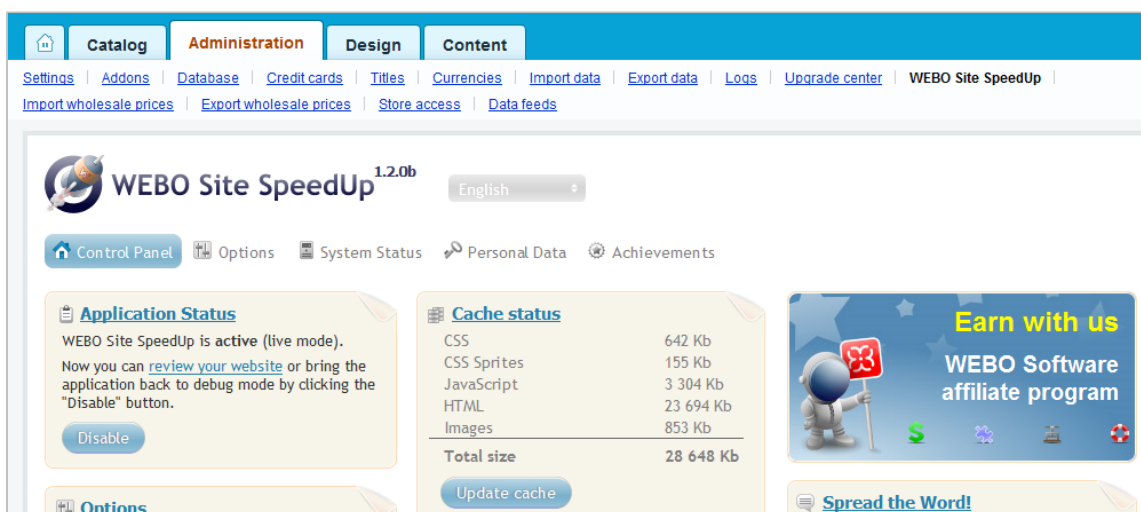 Catalog Administration Design Content
Settings Addons Database Credit cards Titles Currencies Import data Export data Logs Upgrade center WEBO Site SpeedUp
Import wholesale prices Export wholesale prices Store access Data feeds
WEBO Site SpeedUp 1.2.0b
English
Control Panel Options System Status Personal Data Achievements
Application Status
WEBO Site SpeedUp is active (live mode).
Now you can review your website or bring the
application back to debug mode by clicking the
"Disable" button.
Disable
Options
Cache status
CSS 642 Kb
CSS Sprites 155 Kb
JavaScript 3 304 Kb
HTML 23 694 Kb
Images 853 Kb
Total size 28 648 Kb
Update cache
Earn with us
WEBO Software
affiliate program
Spread the Word!